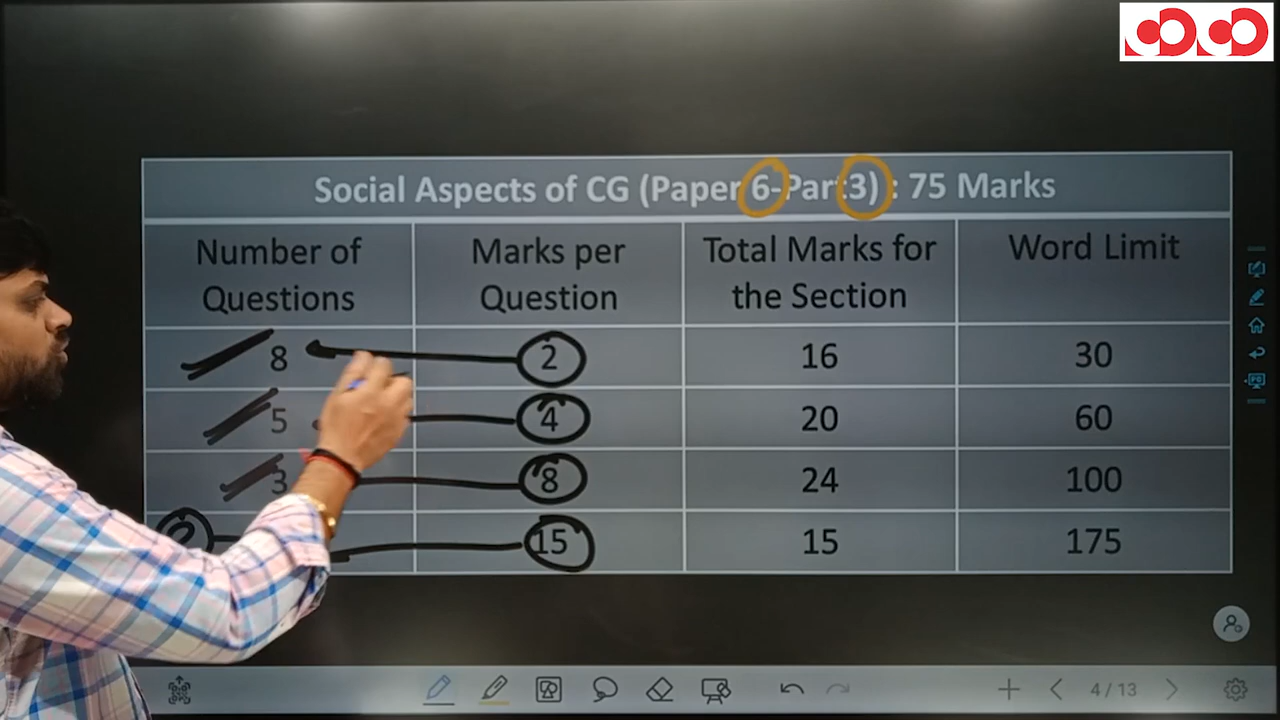 Social Aspects of CG (Paper 6-Part 3) : 75 Marks
Number of Questions Marks per Question Total Marks for the Section Word Limit
8 2 16 30
5 4 20 60
3 8 24 100
15 15 175
4 / 13